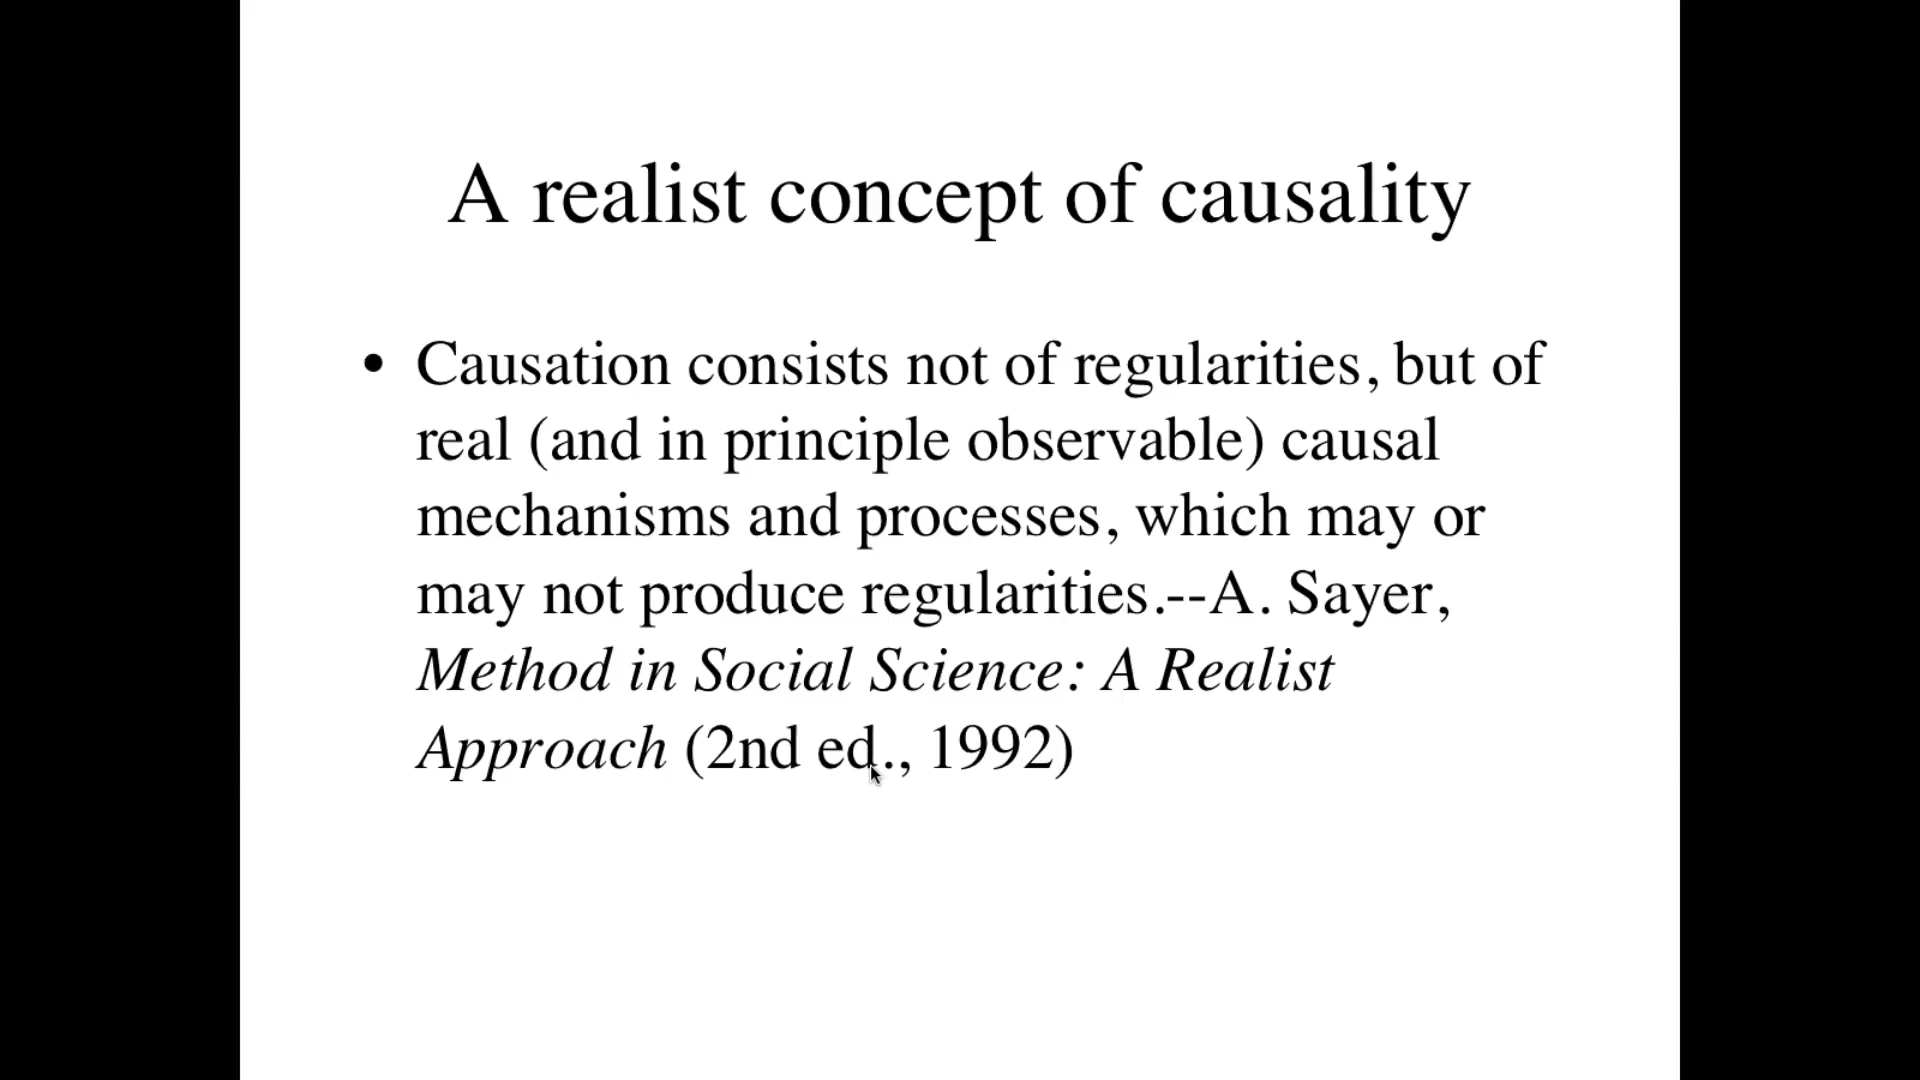 A realist concept of causality
• Causation consists not of regularities, but of
real (and in principle observable) causal
mechanisms and processes, which may or
may not produce regularities.--A. Sayer,
Method in Social Science: A Realist
Approach (2nd ed., 1992)